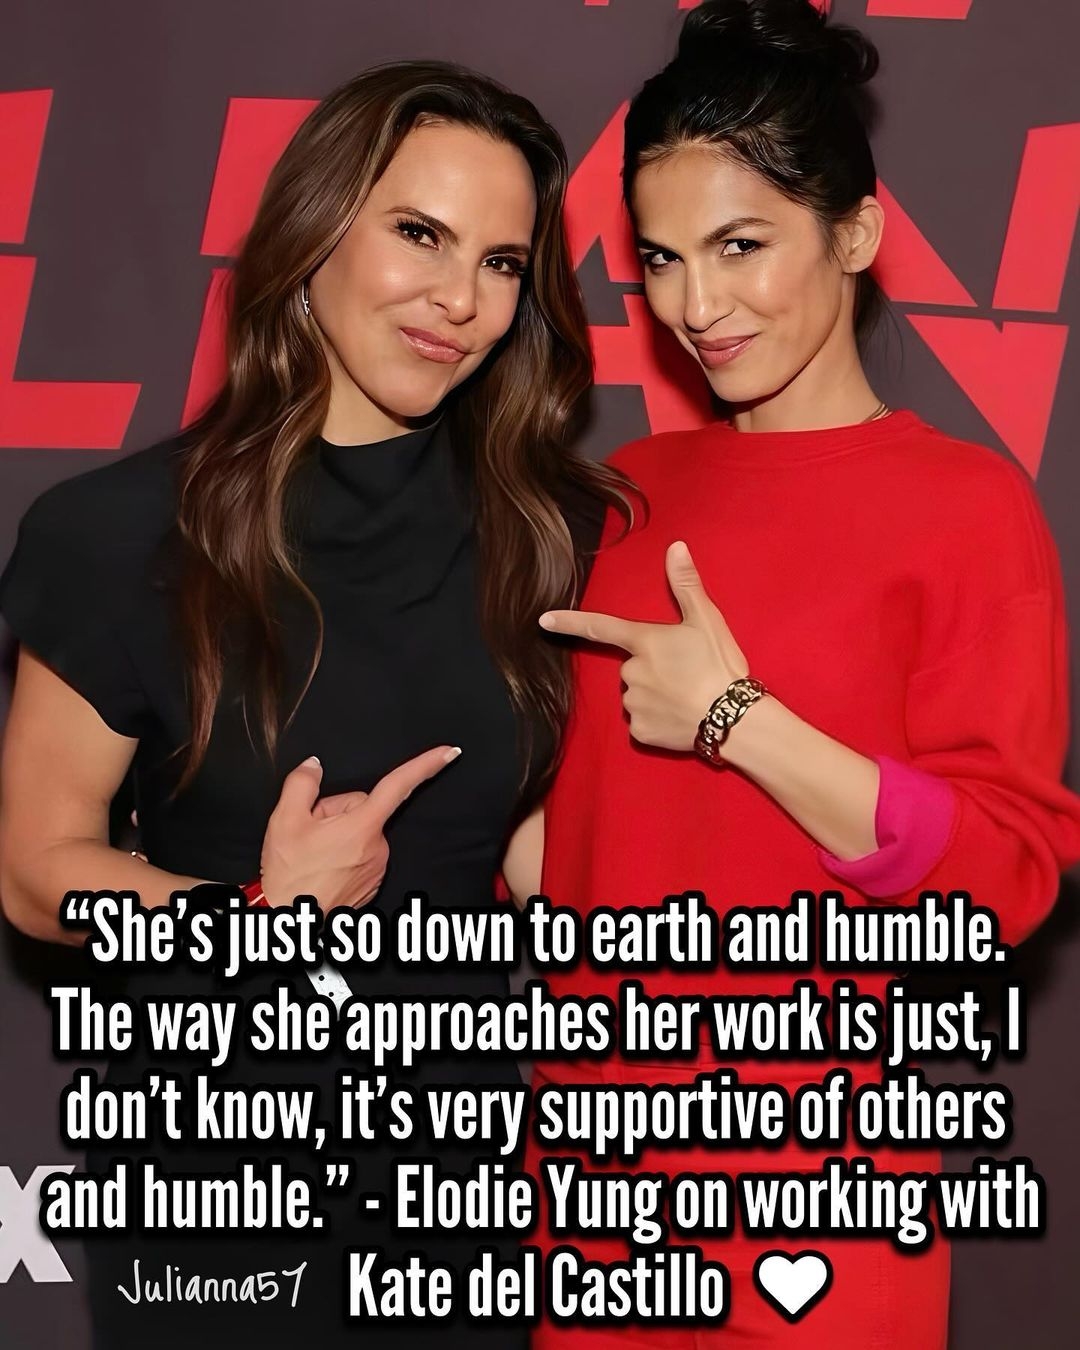 LEAN
“She’s just so down to earth and humble.
The way she approaches her work is just, I
don’t know, it’s very supportive of others
and humble.” - Elodie Yung on working with
Kate del Castillo
Julianna57
X